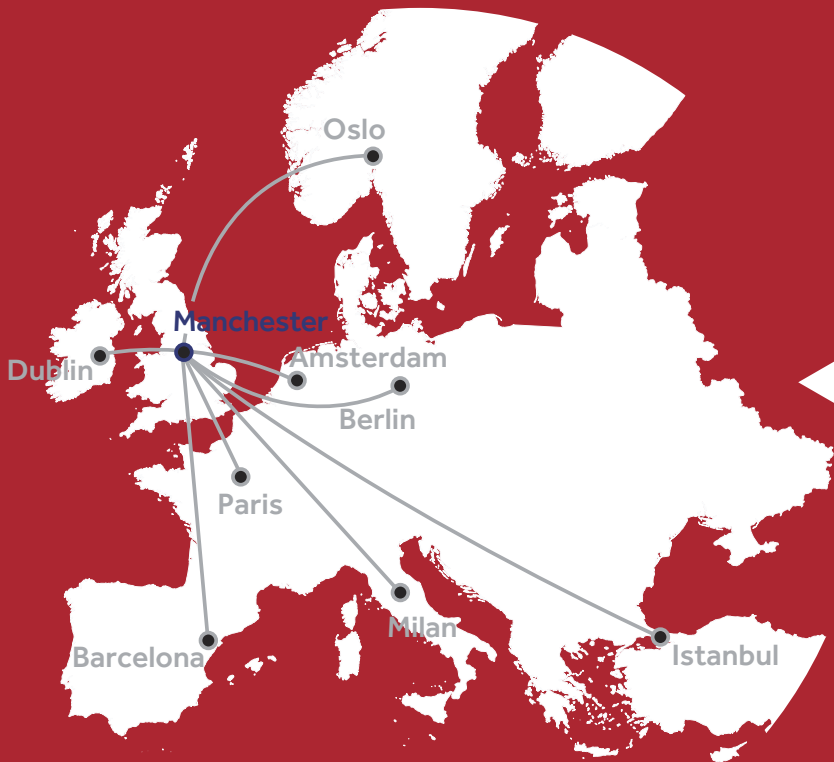 Oslo
Manchester
Amsterdam
Dublin
Berlin
Paris
Milan
Barcelona
Istanbul